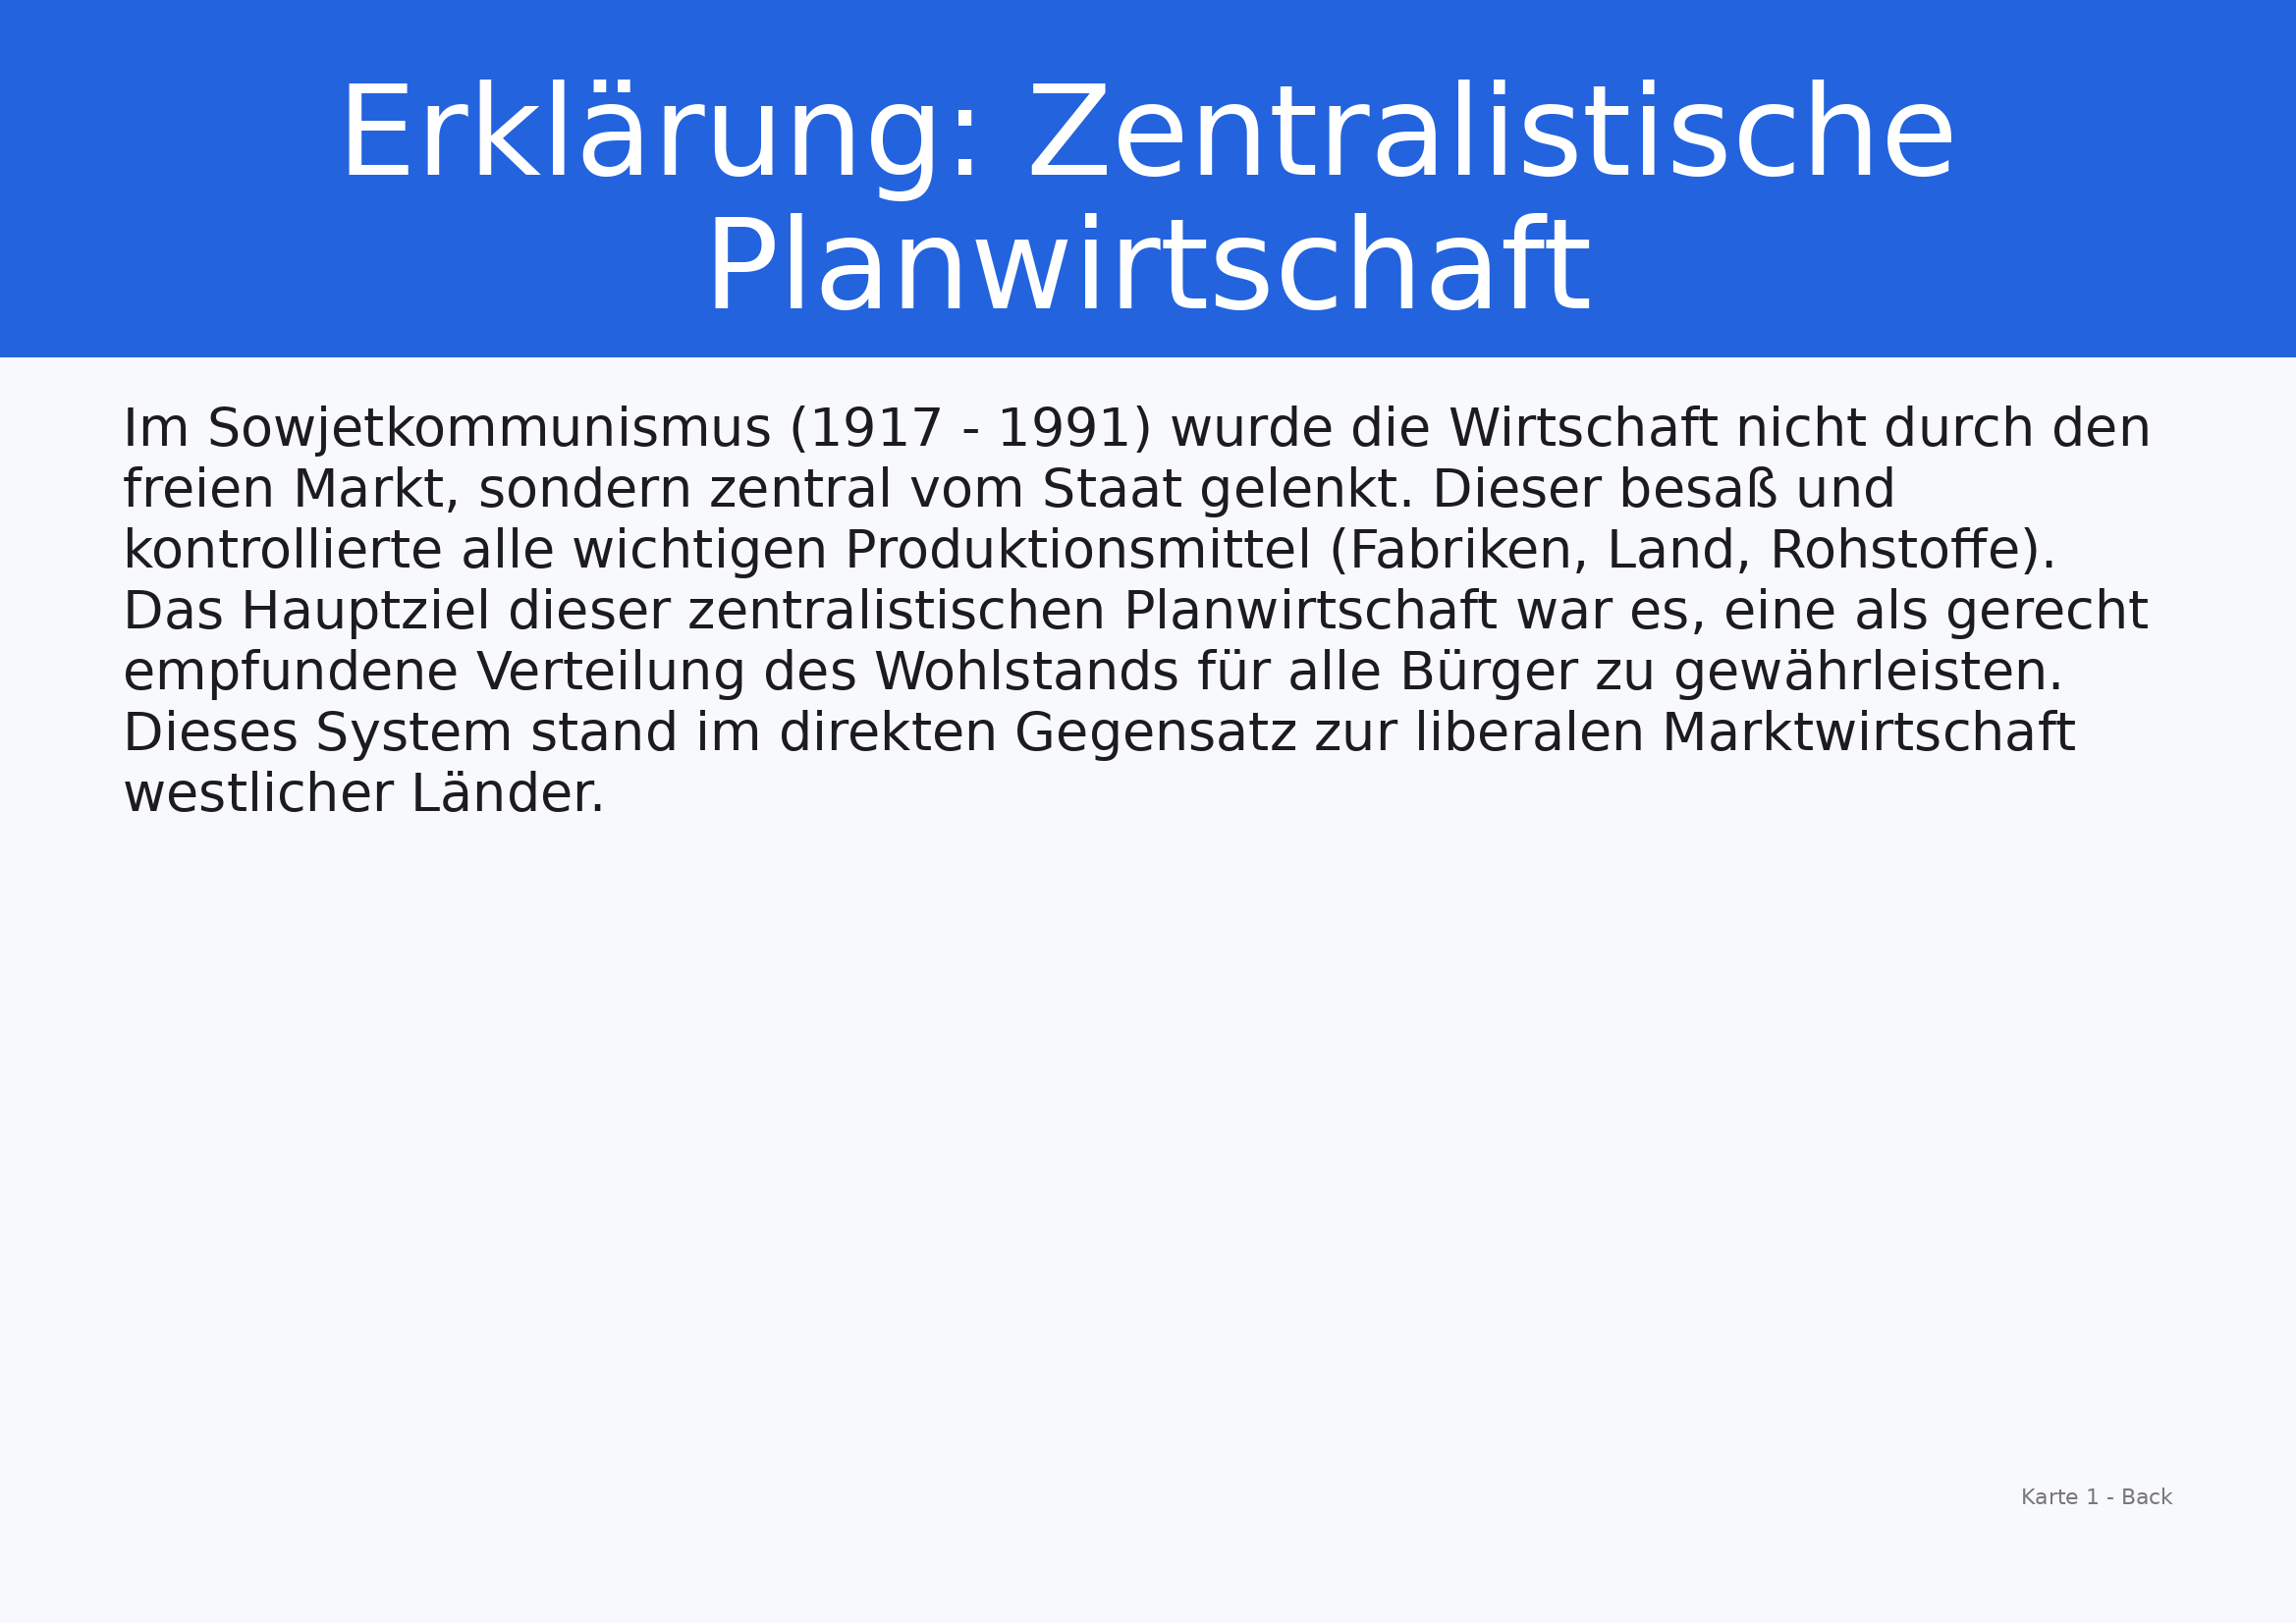 Erklärung: Zentralistische
Planwirtschaft
Im Sowjetkommunismus (1917 - 1991) wurde die Wirtschaft nicht durch den
freien Markt, sondern zentral vom Staat gelenkt. Dieser besaß und
kontrollierte alle wichtigen Produktionsmittel (Fabriken, Land, Rohstoffe).
Das Hauptziel dieser zentralistischen Planwirtschaft war es, eine als gerecht
empfundene Verteilung des Wohlstands für alle Bürger zu gewährleisten.
Dieses System stand im direkten Gegensatz zur liberalen Marktwirtschaft
westlicher Länder.
Karte 1 - Back